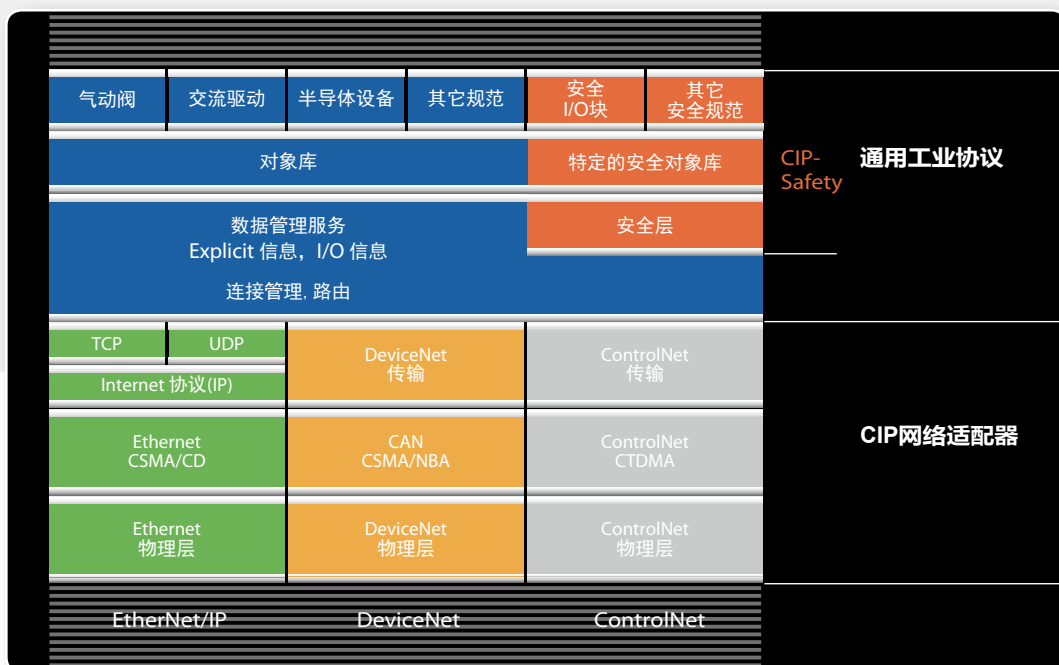 气动阀
交流驱动
半导体设备
其它规范
安全
I/O块
其它
安全规范
对象库
特定的安全对象库
CIP-
Safety
通用工业协议
数据管理服务
Explicit 信息，I/O 信息
连接管理, 路由
安全层
TCP
UDP
Internet 协议(IP)
DeviceNet
传输
ControlNet
传输
Ethernet
CSMA/CD
CAN
CSMA/NBA
ControlNet
CTDMA
CIP网络适配器
Ethernet
物理层
DeviceNet
物理层
ControlNet
物理层
EtherNet/IP
DeviceNet
ControlNet